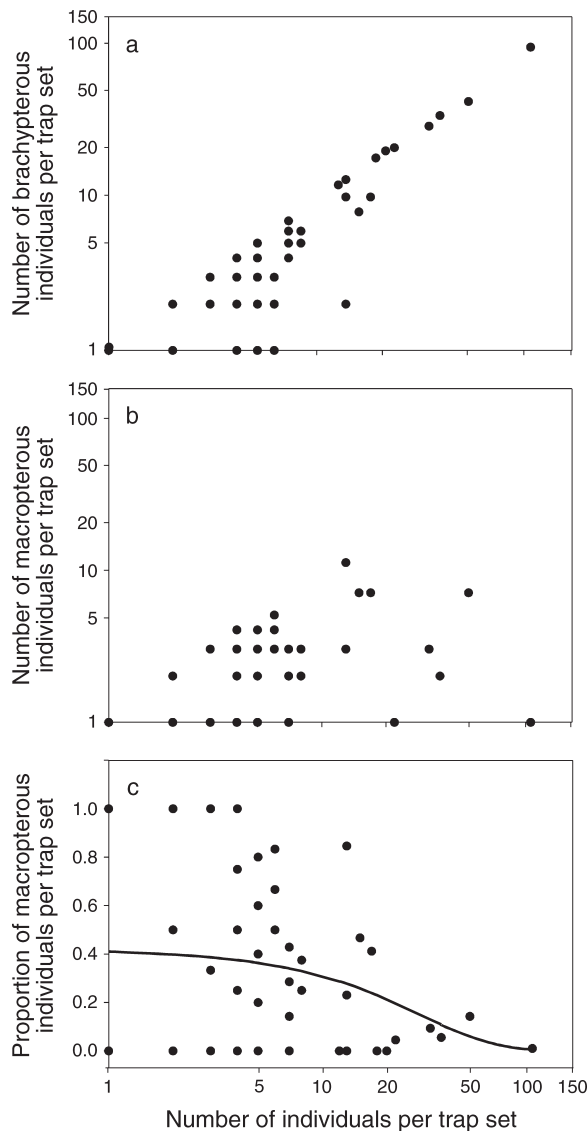 a
Number of brachypterous
individuals per trap set
150
100
50
20
10
5
1
b
Number of macropterous
individuals per trap set
150
100
50
20
10
5
1
c
Proportion of macropterous
individuals per trap set
1.0
0.8
0.6
0.4
0.2
0.0
1 5 10 20 50 100 150
Number of individuals per trap set